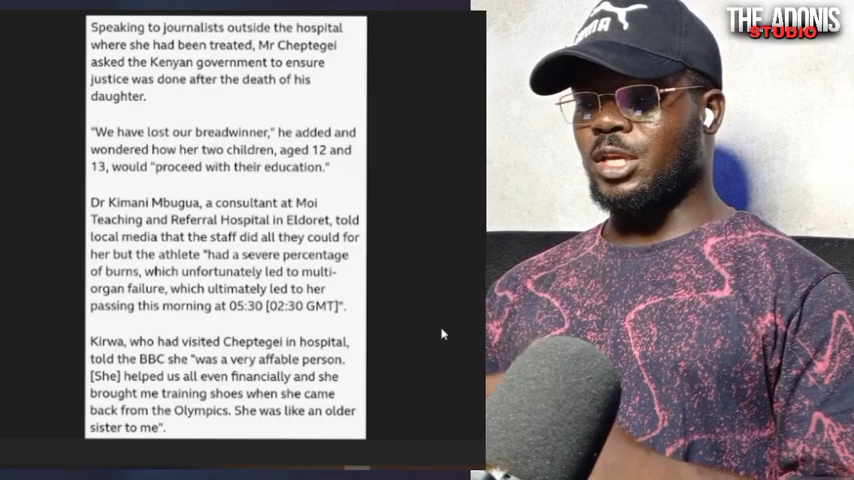 Speaking to journalists outside the hospital
where she had been treated, Mr Cheptegei
asked the Kenyan government to ensure
justice was done after the death of his
daughter.
"We have lost our breadwinner," he added and
wondered how her two children, aged 12 and
13, would "proceed with their education."
Dr Kimani Mbugua, a consultant at Moi
Teaching and Referral Hospital in Eldoret, told
local media that the staff did all they could for
her but the athlete "had a severe percentage
of burns, which unfortunately led to multi-
organ failure, which ultimately led to her
passing this morning at 05:30 [02:30 GMT]".
Kirwa, who had visited Cheptegei in hospital,
told the BBC she "was a very affable person.
[She] helped us all even financially and she
brought me training shoes when she came
back from the Olympics. She was like an older
sister to me".
THE ADONIS
STUDIO